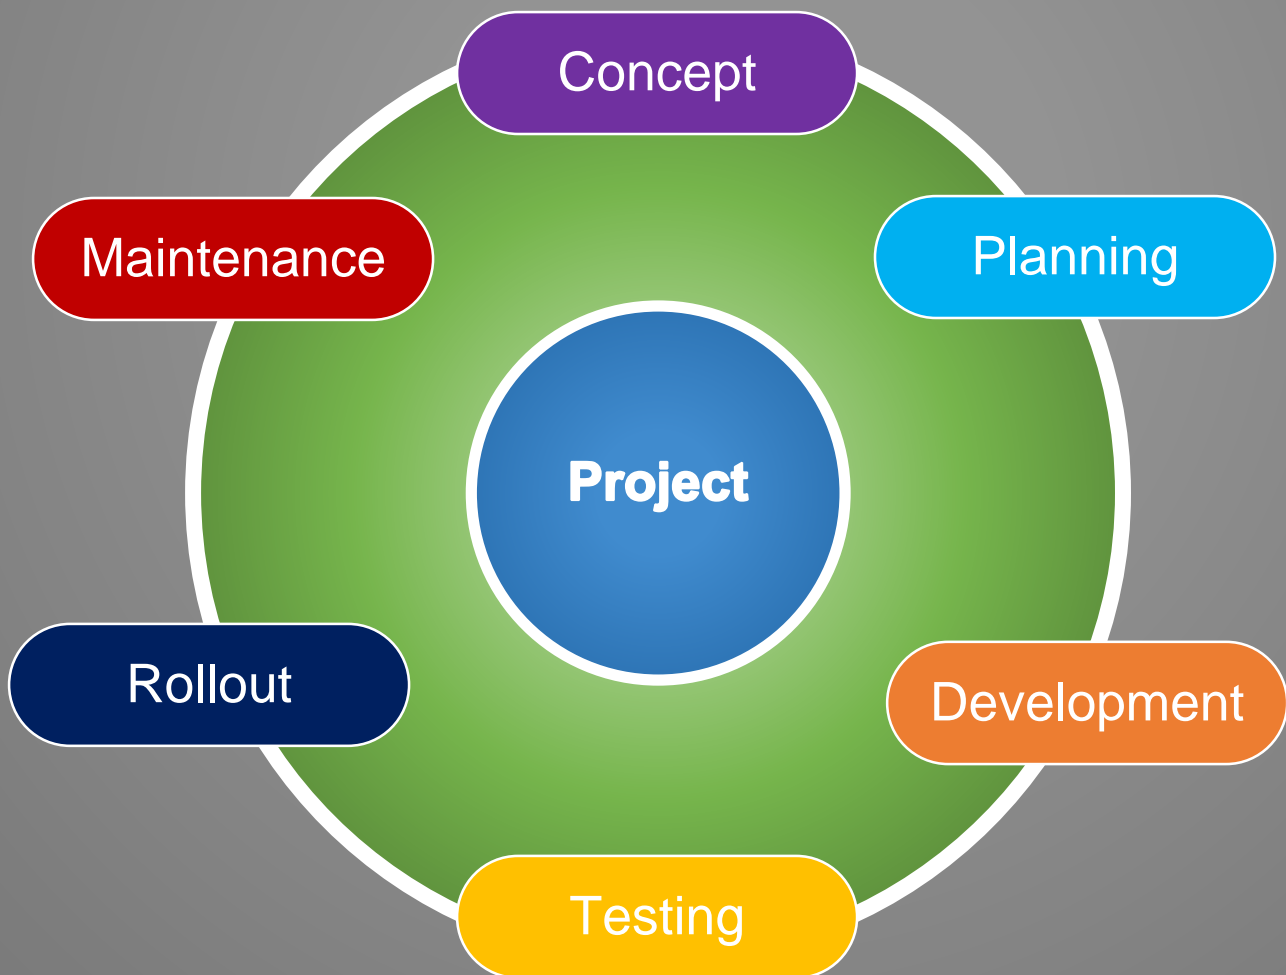 Concept
Maintenance
Planning
Project
Rollout
Development
Testing